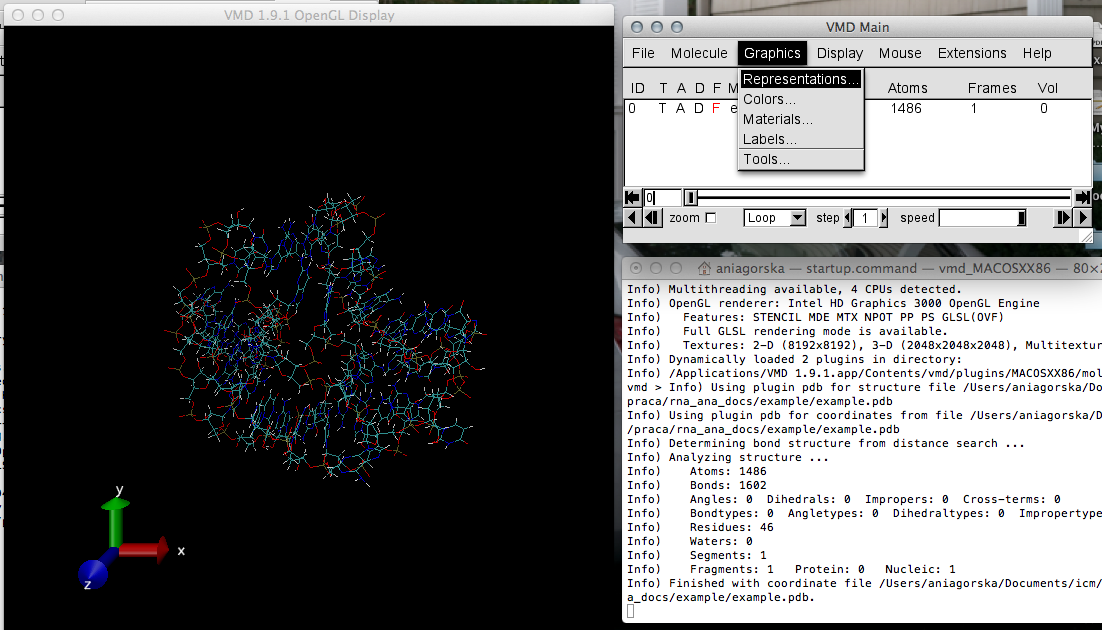 VMD 1.9.1 OpenGL Display
y
x
z
VMD Main
File Molecule Graphics Display Mouse Extensions Help
Representations...
Colors...
Materials...
Labels...
Tools...
ID T A D F Atoms Frames Vol
0 T A D F 1486 1 0
0
zoom Loop step 1 speed
aniagorska — startup.command — vmd_MACOSXX86 — 80×2
Info) Multithreading available, 4 CPUs detected.
Info) OpenGL renderer: Intel HD Graphics 3000 OpenGL Engine
Info)   Features: STENCIL MDE MTX NPOT PP PS GLSL(OVF)
Info)   Full GLSL rendering mode is available.
Info)   Textures: 2-D (8192x8192), 3-D (2048x2048x2048), Multitextur
Info) Dynamically loaded 2 plugins in directory:
Info) /Applications/VMD 1.9.1.app/Contents/vmd/plugins/MACOSXX86/mol
vmd > Info) Using plugin pdb for structure file /Users/aniagorska/Do
praca/rna_ana_docs/example/example.pdb
Info) Using plugin pdb for coordinates from file /Users/aniagorska/D
/praca/rna_ana_docs/example/example.pdb
Info) Determining bond structure from distance search ...
Info) Analyzing structure ...
Info)    Atoms: 1486
Info)    Bonds: 1602
Info)    Angles: 0  Dihedrals: 0  Impropers: 0  Cross-terms: 0
Info)    Bondtypes: 0  Angletypes: 0  Dihedraltypes: 0  Impropertype
Info)    Residues: 46
Info)    Waters: 0
Info)    Segments: 1
Info)    Fragments: 1   Protein: 0   Nucleic: 1
Info) Finished with coordinate file /Users/aniagorska/Documents/icm/
a_docs/example/example.pdb.